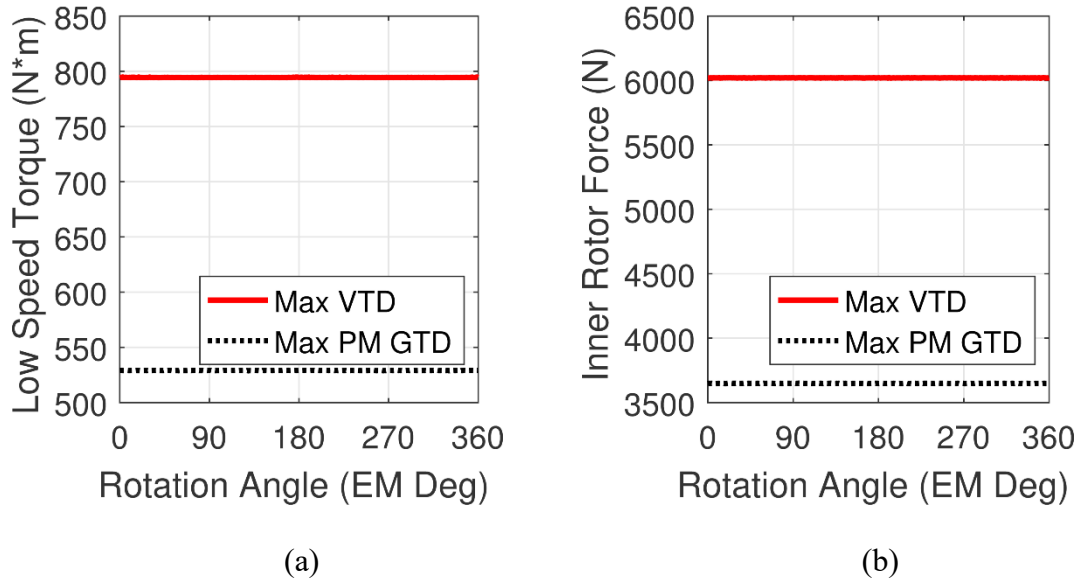 850
800
750
700
650
600
550
500
Low Speed Torque (N*m)
Max VTD
Max PM GTD
0 90 180 270 360
Rotation Angle (EM Deg)
(a)
6500
6000
5500
5000
4500
4000
3500
Inner Rotor Force (N)
Max VTD
Max PM GTD
0 90 180 270 360
Rotation Angle (EM Deg)
(b)